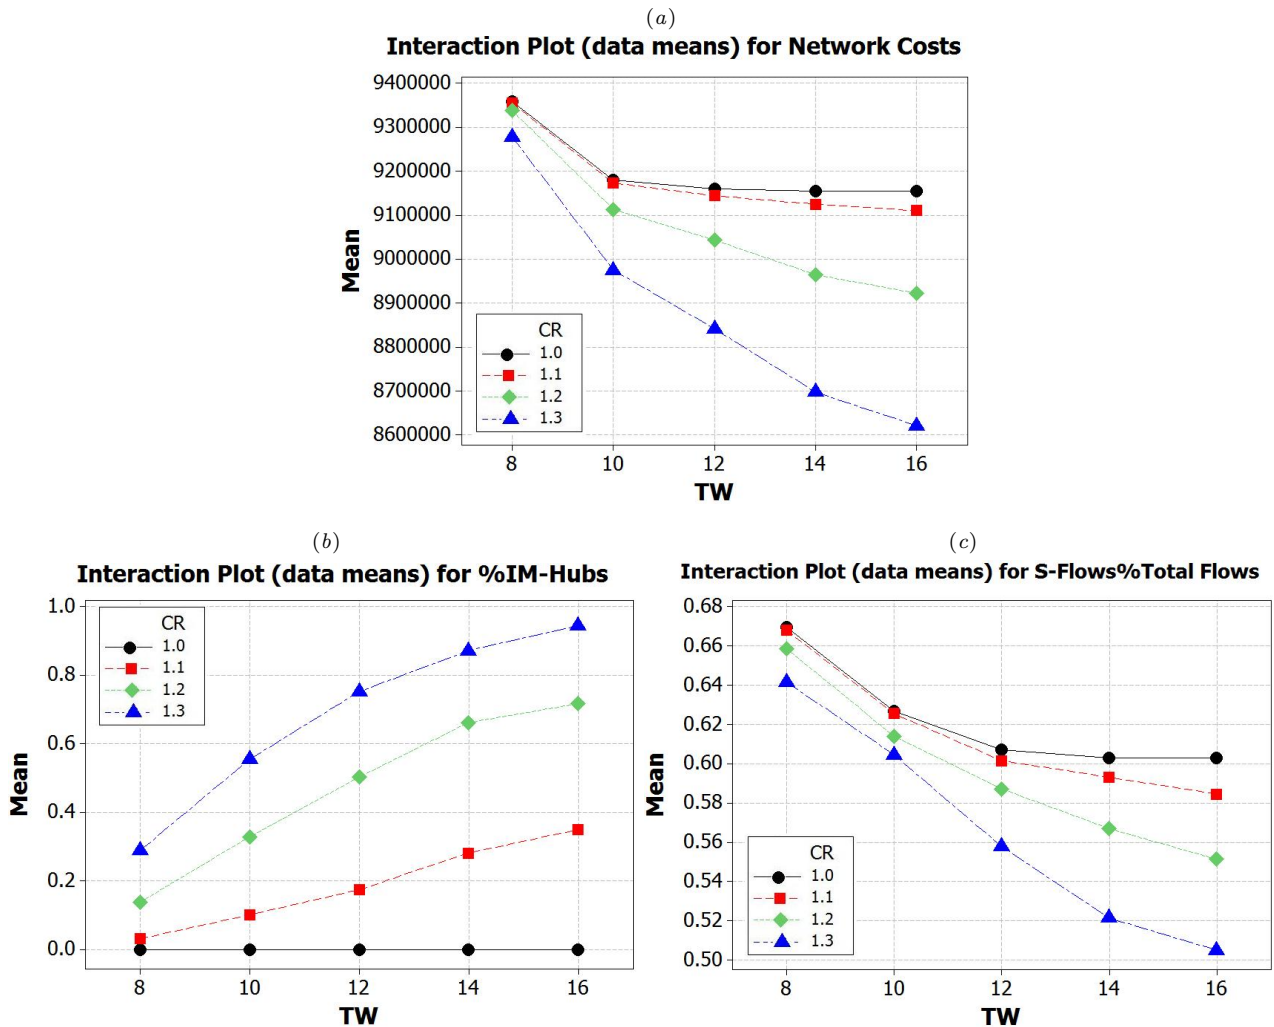 (a)
Interaction Plot (data means) for Network Costs
9400000
9300000
9200000
9100000
9000000
8900000
8800000
8700000
8600000
Mean
CR
1.0
1.1
1.2
1.3
8 10 12 14 16
TW
(b)
Interaction Plot (data means) for %IM-Hubs
1.0
0.8
0.6
0.4
0.2
0.0
Mean
CR
1.0
1.1
1.2
1.3
8 10 12 14 16
TW
(c)
Interaction Plot (data means) for S-Flows%Total Flows
0.68
0.66
0.64
0.62
0.60
0.58
0.56
0.54
0.52
0.50
Mean
CR
1.0
1.1
1.2
1.3
8 10 12 14 16
TW